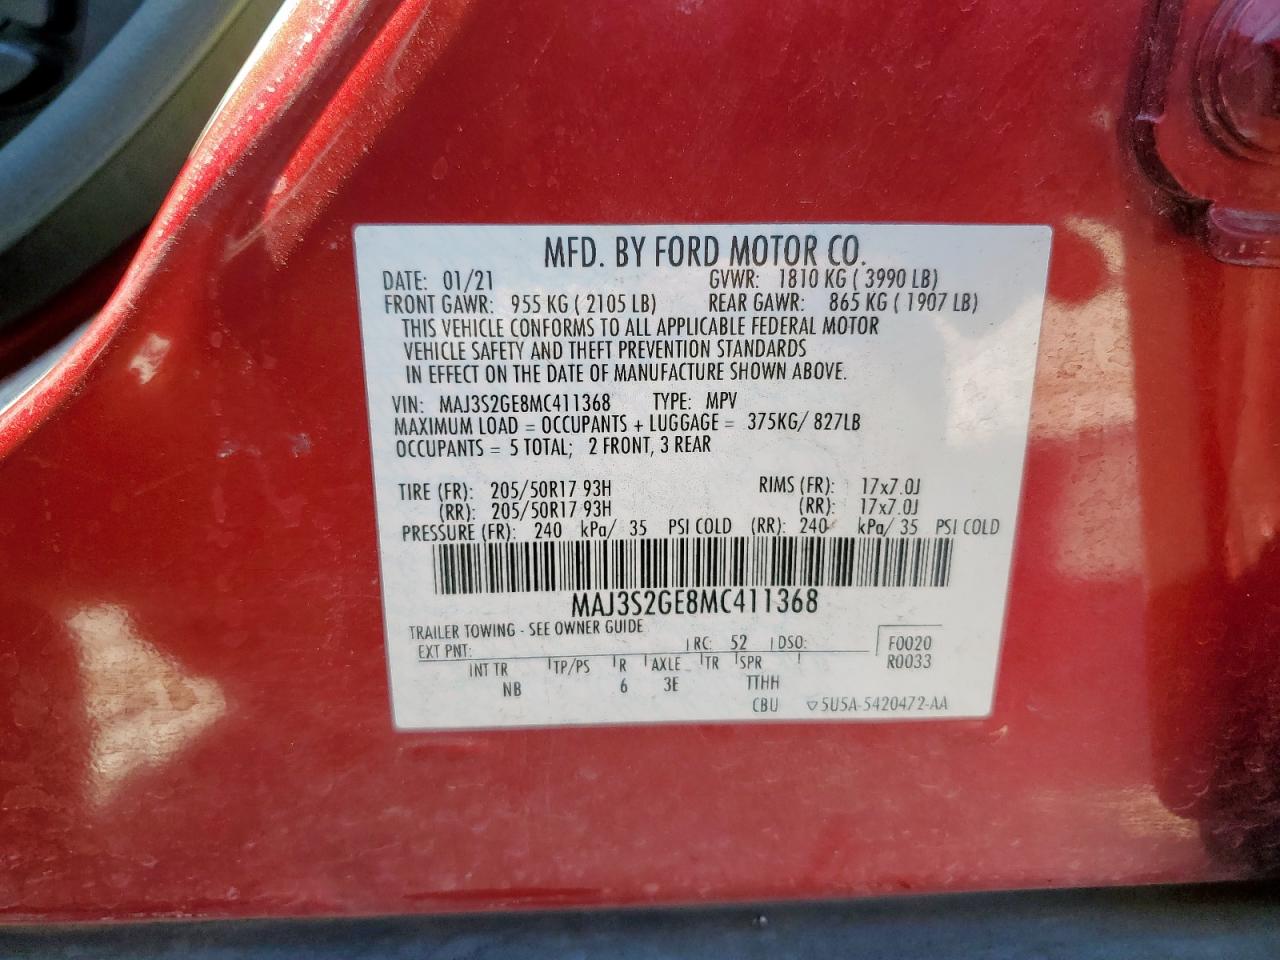 MFD. BY FORD MOTOR CO.
DATE: 01/21 GVWR: 1810 KG ( 3990 LB)
FRONT GAWR: 955 KG ( 2105 LB) REAR GAWR: 865 KG ( 1907 LB)
THIS VEHICLE CONFORMS TO ALL APPLICABLE FEDERAL MOTOR
VEHICLE SAFETY AND THEFT PREVENTION STANDARDS
IN EFFECT ON THE DATE OF MANUFACTURE SHOWN ABOVE.
VIN: MAJ3S2GE8MC411368 TYPE: MPV
MAXIMUM LOAD = OCCUPANTS + LUGGAGE = 375KG/ 827LB
OCCUPANTS = 5 TOTAL; 2 FRONT, 3 REAR
TIRE (FR): 205/50R17 93H RIMS (FR): 17x7.0J
(RR): 205/50R17 93H (RR): 17x7.0J
PRESSURE (FR): 240 kPa/ 35 PSI COLD (RR): 240 kPa/ 35 PSI COLD
MAJ3S2GE8MC411368
TRAILER TOWING - SEE OWNER GUIDE
EXT PNT: RC: 52 DSO: F0020
R0033
INT TR TP/PS R AXLE TR SPR
NB 6 3E TTHH
CBU ▽5U5A-5420472-AA